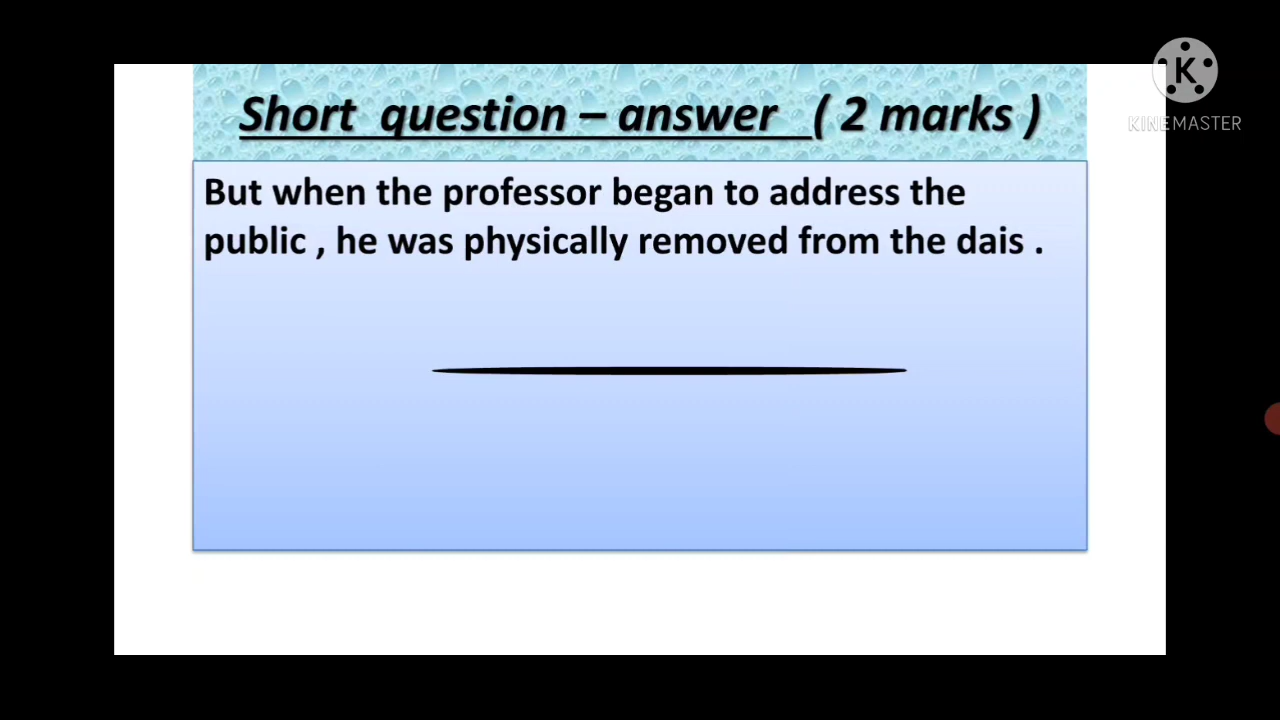 Short question – answer ( 2 marks )
K
KINEMASTER
But when the professor began to address the
public , he was physically removed from the dais .